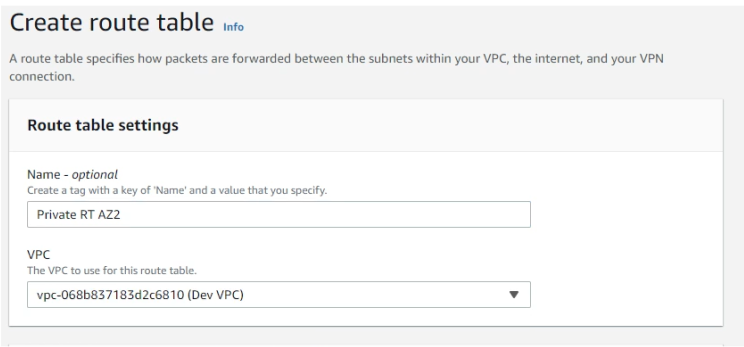 Create route table Info
A route table specifies how packets are forwarded between the subnets within your VPC, the internet, and your VPN
connection.
Route table settings
Name - optional
Create a tag with a key of 'Name' and a value that you specify.
Private RT AZ2
VPC
The VPC to use for this route table.
vpc-068b837183d2c6810 (Dev VPC)